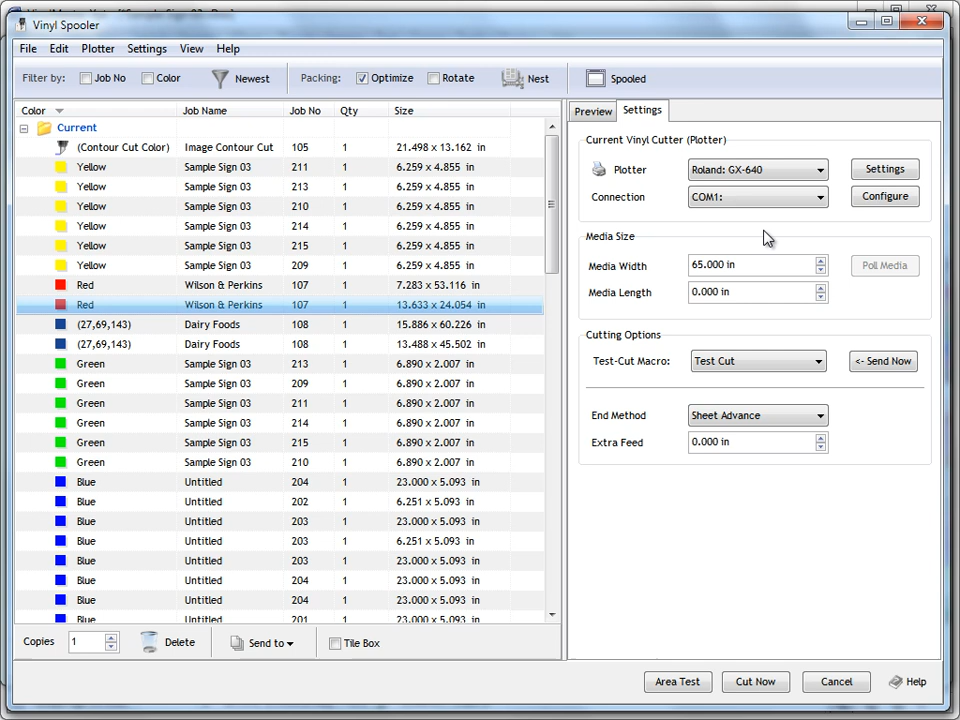 Vinyl Spooler
File Edit Plotter Settings View Help
Filter by: Job No Color Newest Packing: Optimize Rotate Nest Spooled
Color Job Name Job No Qty Size
Current
(Contour Cut Color) Image Contour Cut 105 1 21.498 x 13.162 in
Yellow Sample Sign 03 211 1 6.259 x 4.855 in
Yellow Sample Sign 03 213 1 6.259 x 4.855 in
Yellow Sample Sign 03 210 1 6.259 x 4.855 in
Yellow Sample Sign 03 214 1 6.259 x 4.855 in
Yellow Sample Sign 03 215 1 6.259 x 4.855 in
Yellow Sample Sign 03 209 1 6.259 x 4.855 in
Red Wilson & Perkins 107 1 7.283 x 53.116 in
Red Wilson & Perkins 107 1 13.633 x 24.054 in
(27,69,143) Dairy Foods 108 1 15.886 x 60.226 in
(27,69,143) Dairy Foods 108 1 13.488 x 45.502 in
Green Sample Sign 03 213 1 6.890 x 2.007 in
Green Sample Sign 03 209 1 6.890 x 2.007 in
Green Sample Sign 03 211 1 6.890 x 2.007 in
Green Sample Sign 03 214 1 6.890 x 2.007 in
Green Sample Sign 03 215 1 6.890 x 2.007 in
Green Sample Sign 03 210 1 6.890 x 2.007 in
Blue Untitled 204 1 23.000 x 5.093 in
Blue Untitled 202 1 6.251 x 5.093 in
Blue Untitled 203 1 23.000 x 5.093 in
Blue Untitled 203 1 6.251 x 5.093 in
Blue Untitled 203 1 23.000 x 5.093 in
Blue Untitled 204 1 23.000 x 5.093 in
Blue Untitled 204 1 23.000 x 5.093 in
Blue Untitled 201 1 23.000 x 5.093 in
Copies 1 Delete Send to Tile Box
Preview Settings
Current Vinyl Cutter (Plotter)
Plotter Roland: GX-640 Settings
Connection COM1: Configure
Media Size
Media Width 65.000 in Poll Media
Media Length 0.000 in
Cutting Options
Test-Cut Macro: Test Cut <- Send Now
End Method Sheet Advance
Extra Feed 0.000 in
Area Test Cut Now Cancel Help